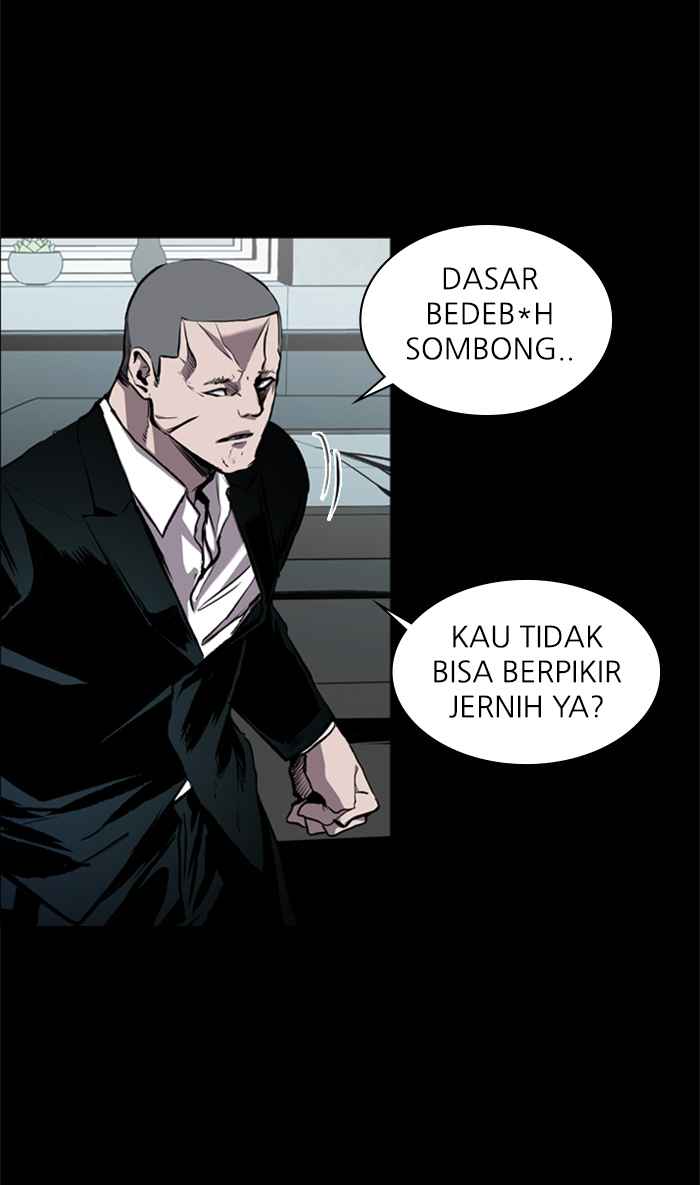 DASAR
BEDEB*H
SOMBONG..
KAU TIDAK
BISA BERPIKIR
JERNIH YA?